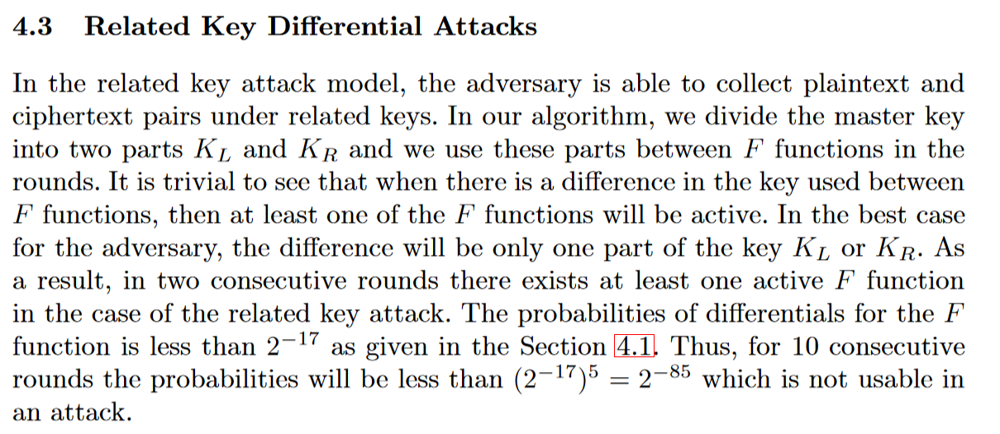 4.3 Related Key Differential Attacks
In the related key attack model, the adversary is able to collect plaintext and
ciphertext pairs under related keys. In our algorithm, we divide the master key
into two parts K_L and K_R and we use these parts between F functions in the
rounds. It is trivial to see that when there is a difference in the key used between
F functions, then at least one of the F functions will be active. In the best case
for the adversary, the difference will be only one part of the key K_L or K_R. As
a result, in two consecutive rounds there exists at least one active F function
in the case of the related key attack. The probabilities of differentials for the F
function is less than 2^{-17} as given in the Section 4.1. Thus, for 10 consecutive
rounds the probabilities will be less than (2^{-17})^5 = 2^{-85} which is not usable in
an attack.